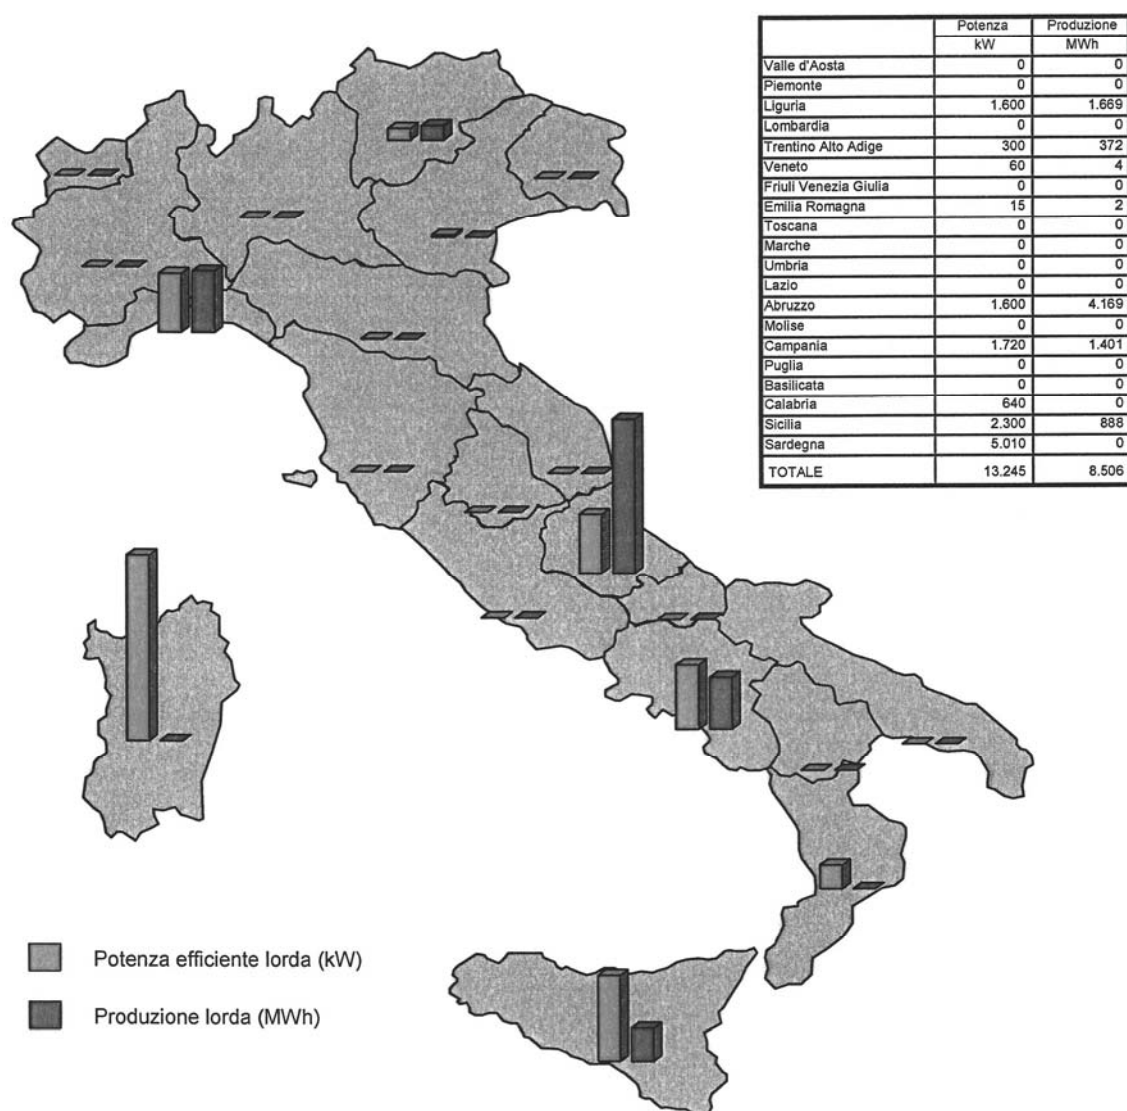 Potenza Produzione
kW MWh
Valle d'Aosta 0 0
Piemonte 0 0
Liguria 1.600 1.669
Lombardia 0 0
Trentino Alto Adige 300 372
Veneto 60 4
Friuli Venezia Giulia 0 0
Emilia Romagna 15 2
Toscana 0 0
Marche 0 0
Umbria 0 0
Lazio 0 0
Abruzzo 1.600 4.169
Molise 0 0
Campania 1.720 1.401
Puglia 0 0
Basilicata 0 0
Calabria 640 0
Sicilia 2.300 888
Sardegna 5.010 0
TOTALE 13.245 8.506
Potenza efficiente lorda (kW)
Produzione lorda (MWh)